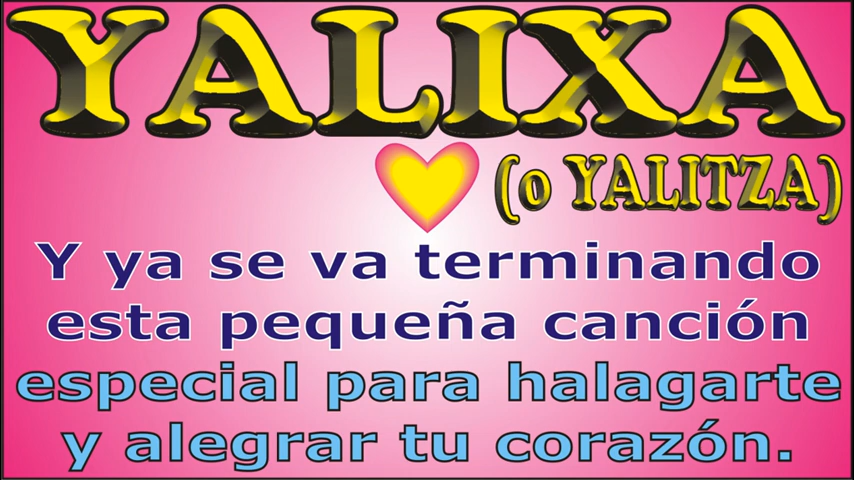 YALIXA
(o YALITZA)
Y ya se va terminando
esta pequeña canción
especial para halagarte
y alegrar tu corazón.